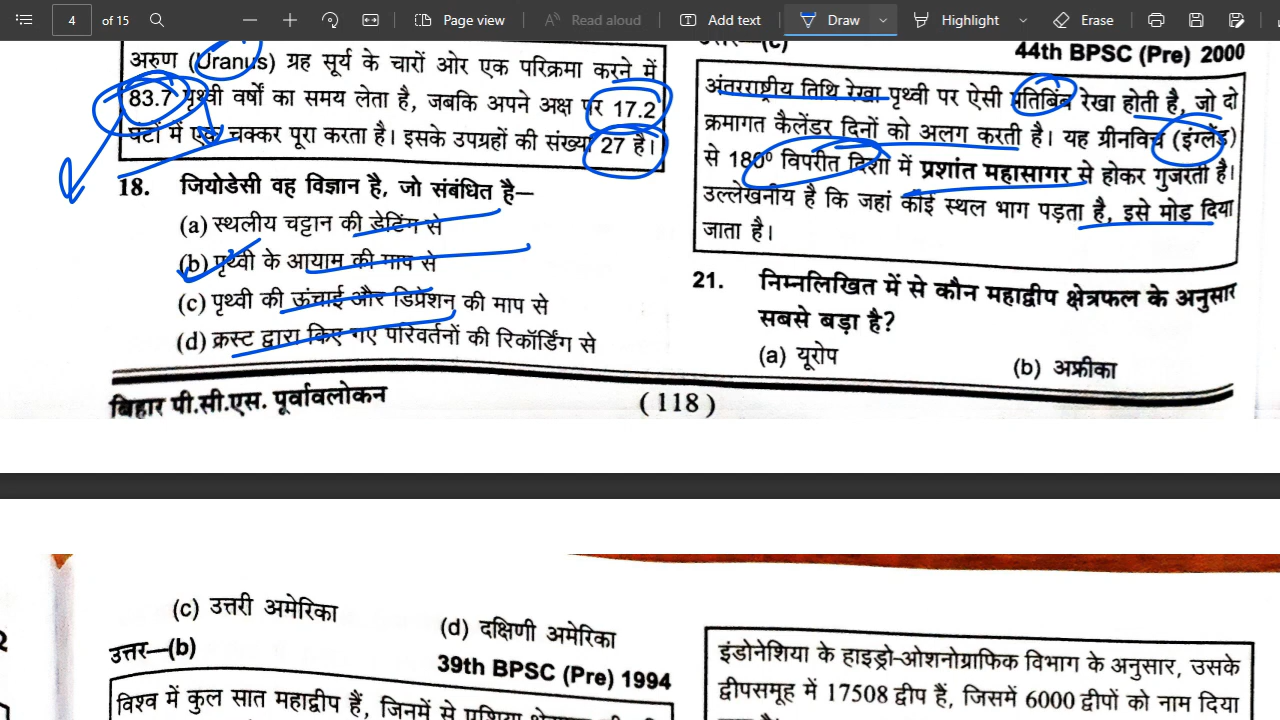 4 of 15
Page view
Read aloud
Add text
Draw
Highlight
Erase
अरुण (Uranus) ग्रह सूर्य के चारों ओर एक परिक्रमा करने में
83.7 पृथ्वी वर्षों का समय लेता है, जबकि अपने अक्ष पर 17.2
घंटों में एक चक्कर पूरा करता है। इसके उपग्रहों की संख्या 27 है।
18. जियोडेसी वह विज्ञान है, जो संबंधित है—
(a) स्थलीय चट्टान की डेटिंग से
(b) पृथ्वी के आयाम की माप से
(c) पृथ्वी की ऊंचाई और डिप्रेशन की माप से
(d) क्रस्ट द्वारा किए गए परिवर्तनों की रिकॉर्डिंग से
उत्तर—(c)
44th BPSC (Pre) 2000
अंतरराष्ट्रीय तिथि रेखा पृथ्वी पर ऐसी प्रतिबिंब रेखा होती है, जो दो
क्रमागत कैलेंडर दिनों को अलग करती है। यह ग्रीनविच (इंग्लैंड)
से 180° विपरीत दिशा में प्रशांत महासागर से होकर गुजरती है।
उल्लेखनीय है कि जहां कोई स्थल भाग पड़ता है, इसे मोड़ दिया
जाता है।
21. निम्नलिखित में से कौन महाद्वीप क्षेत्रफल के अनुसार
सबसे बड़ा है?
(a) यूरोप (b) अफ्रीका
बिहार पी.सी.एस. पूर्वावलोकन
(118)
(c) उत्तरी अमेरिका (d) दक्षिणी अमेरिका
उत्तर—(b)
39th BPSC (Pre) 1994
विश्व में कुल सात महाद्वीप हैं, जिनमें से एशिया
इंडोनेशिया के हाइड्रो-ओशनोग्राफिक विभाग के अनुसार, उसके
द्वीपसमूह में 17508 द्वीप हैं, जिसमें 6000 द्वीपों को नाम दिया